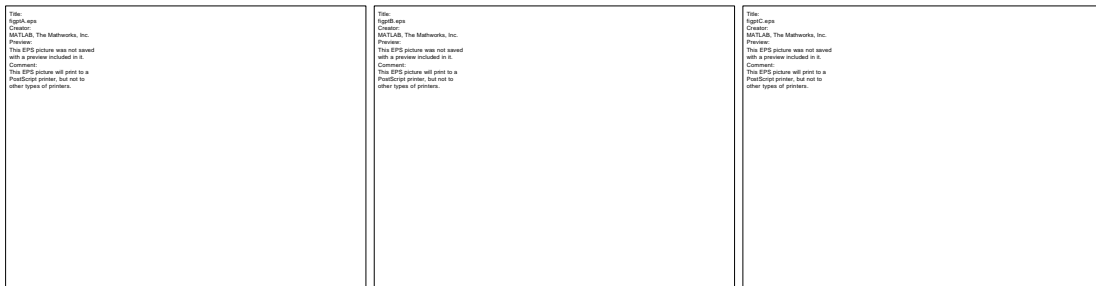 Title:
figptA.eps
Creator:
MATLAB, The Mathworks, Inc.
Preview:
This EPS picture was not saved
with a preview included in it.
Comment:
This EPS picture will print to a
PostScript printer, but not to
other types of printers.
Title:
figptB.eps
Creator:
MATLAB, The Mathworks, Inc.
Preview:
This EPS picture was not saved
with a preview included in it.
Comment:
This EPS picture will print to a
PostScript printer, but not to
other types of printers.
Title:
figptC.eps
Creator:
MATLAB, The Mathworks, Inc.
Preview:
This EPS picture was not saved
with a preview included in it.
Comment:
This EPS picture will print to a
PostScript printer, but not to
other types of printers.